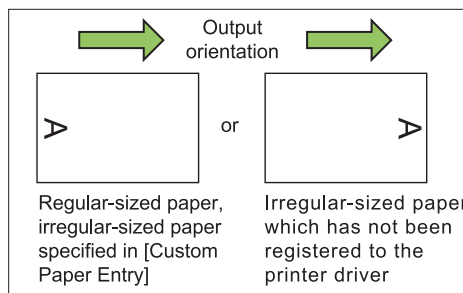 Output
orientation
A
or
A
Regular-sized paper,
irregular-sized paper
specified in [Custom
Paper Entry]
Irregular-sized paper
which has not been
registered to the
printer driver